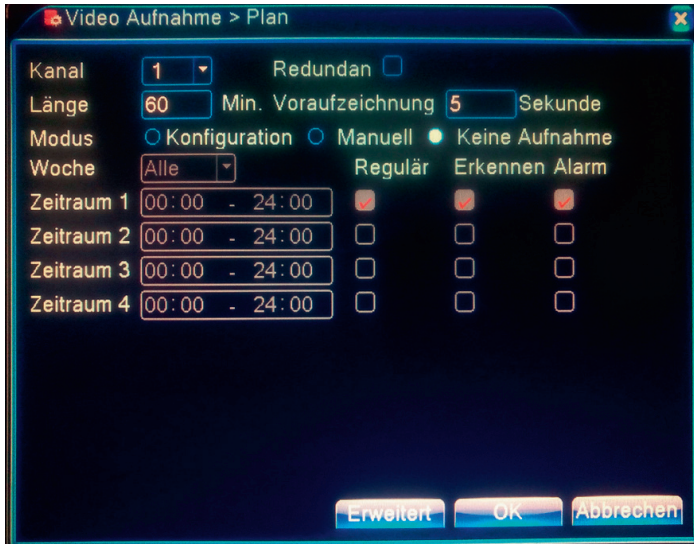 Video Aufnahme > Plan
Kanal 1 Redundan
Länge 60 Min. Voraufzeichnung 5 Sekunde
Modus Konfiguration Manuell Keine Aufnahme
Woche Alle Regulär Erkennen Alarm
Zeitraum 1 00:00 - 24:00
Zeitraum 2 00:00 - 24:00
Zeitraum 3 00:00 - 24:00
Zeitraum 4 00:00 - 24:00
Erweitert OK Abbrechen